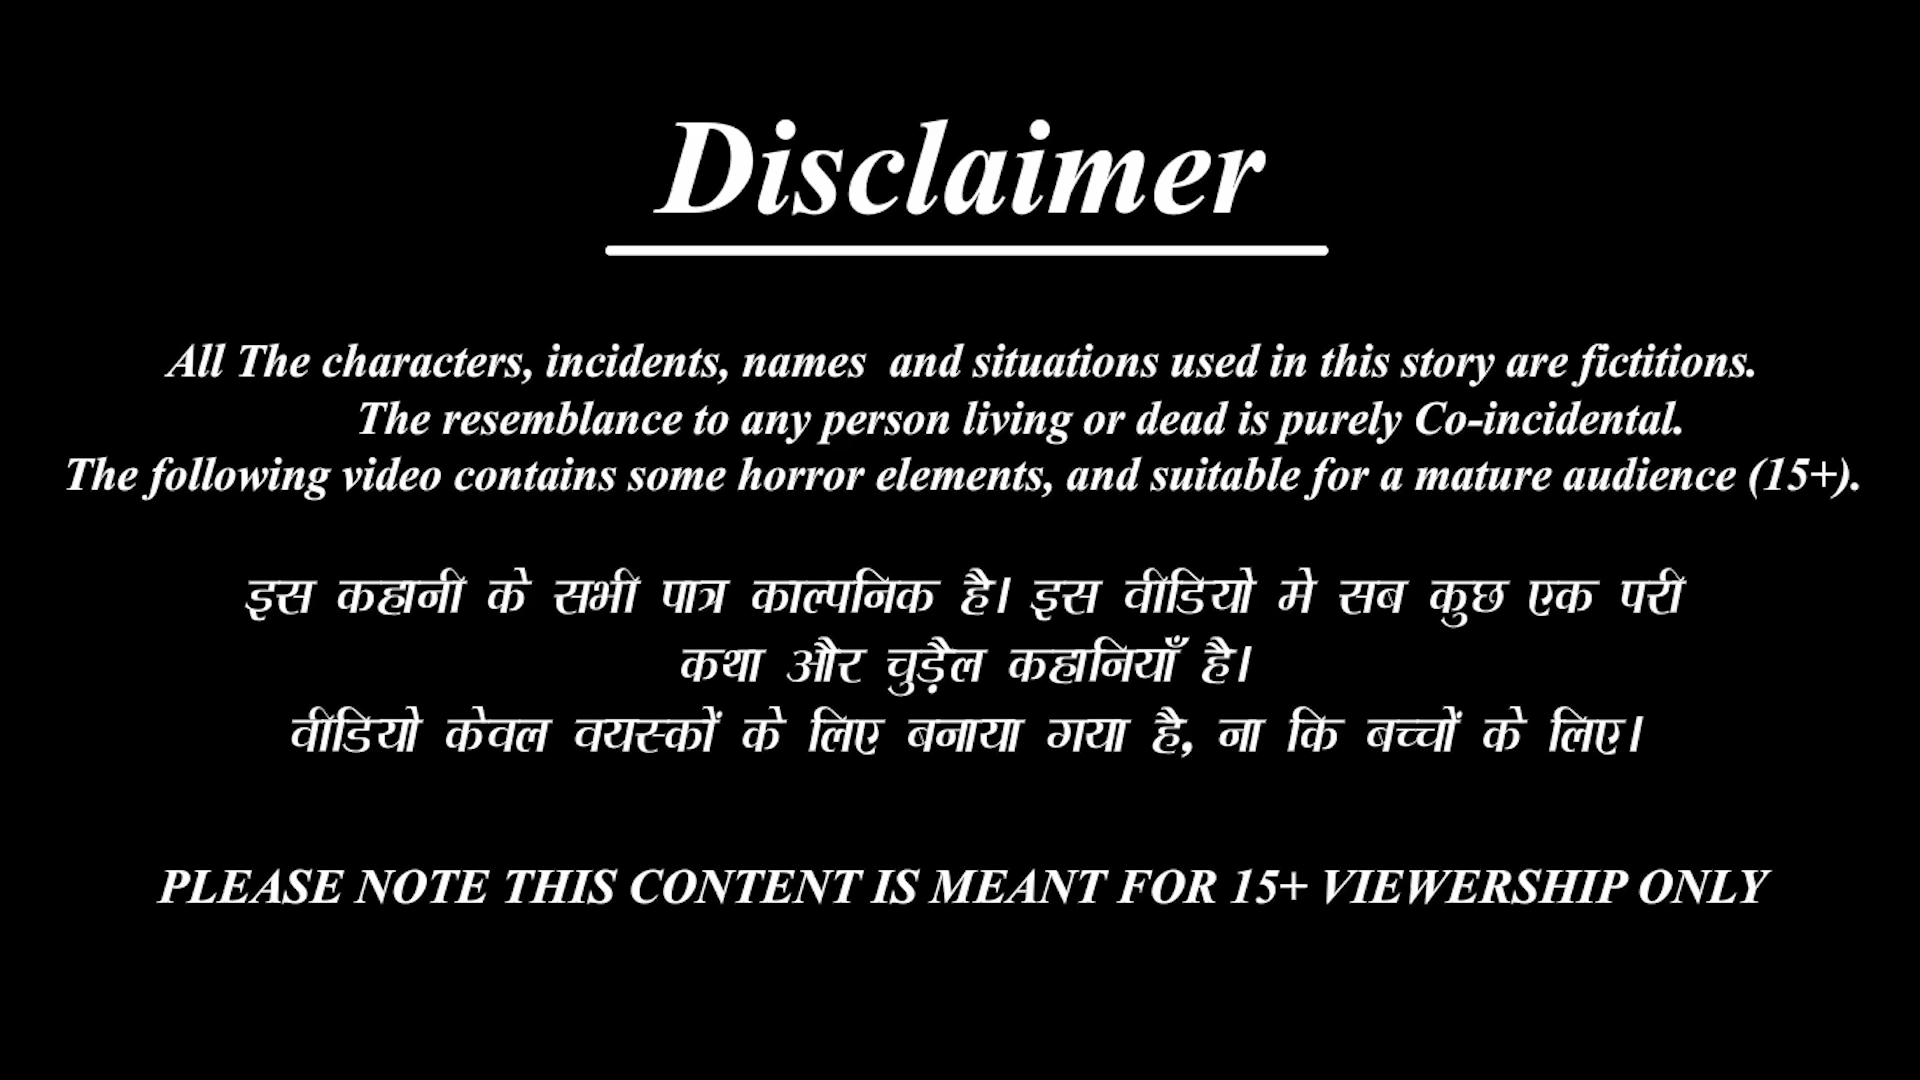 Disclaimer
All The characters, incidents, names and situations used in this story are fictitions.
The resemblance to any person living or dead is purely Co-incidental.
The following video contains some horror elements, and suitable for a mature audience (15+).
इस कहानी के सभी पात्र काल्पनिक है। इस वीडियो मे सब कुछ एक परी
कथा और चुड़ैल कहानियाँ है।
वीडियो केवल वयस्कों के लिए बनाया गया है, ना कि बच्चों के लिए।
PLEASE NOTE THIS CONTENT IS MEANT FOR 15+ VIEWERSHIP ONLY